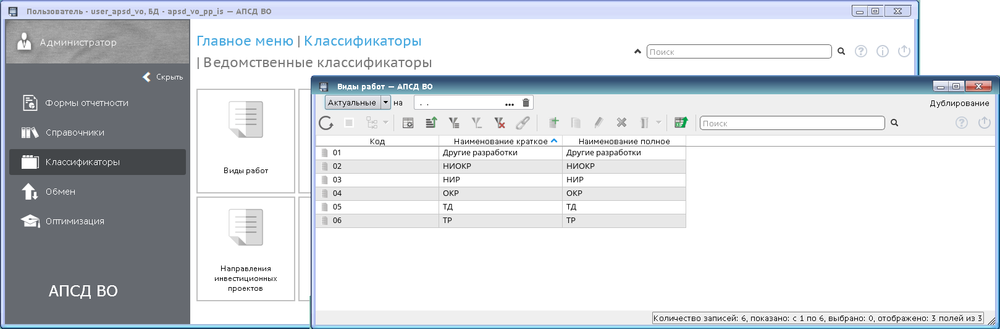 Пользователь - user_apsd_vo, БД - apsd_vo_pp_is — АПСД ВО
Администратор
Скрыть
Формы отчетности
Справочники
Классификаторы
Обмен
Оптимизация
АПСД ВО
Главное меню | Классификаторы
| Ведомственные классификаторы
Поиск
Виды работ
Направления
инвестиционных
проектов
Виды работ — АПСД ВО
Актуальные на . .
Дублирование
Поиск
Код Наименование краткое Наименование полное
01 Другие разработки Другие разработки
02 НИОКР НИОКР
03 НИР НИР
04 ОКР ОКР
05 ТД ТД
06 ТР ТР
Количество записей: 6, показано: с 1 по 6, выбрано: 0, отображено: 3 полей из 3